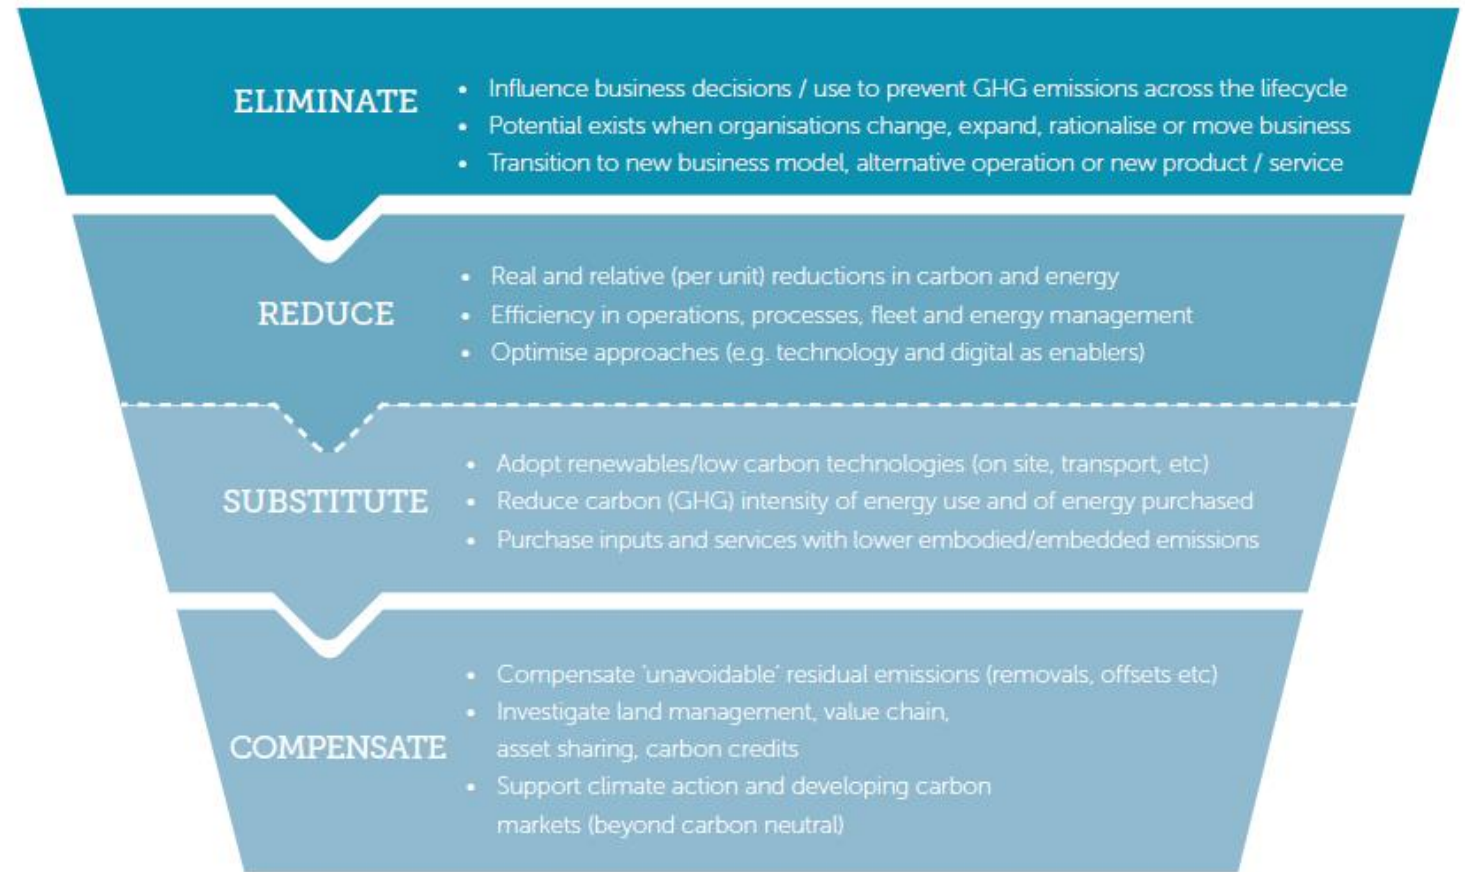 ELIMINATE
• Influence business decisions / use to prevent GHG emissions across the lifecycle
• Potential exists when organisations change, expand, rationalise or move business
• Transition to new business model, alternative operation or new product / service
REDUCE
• Real and relative (per unit) reductions in carbon and energy
• Efficiency in operations, processes, fleet and energy management
• Optimise approaches (e.g. technology and digital as enablers)
SUBSTITUTE
• Adopt renewables/low carbon technologies (on site, transport, etc)
• Reduce carbon (GHG) intensity of energy use and of energy purchased
• Purchase inputs and services with lower embodied/embedded emissions
COMPENSATE
• Compensate 'unavoidable' residual emissions (removals, offsets etc)
• Investigate land management, value chain,
asset sharing, carbon credits
• Support climate action and developing carbon
markets (beyond carbon neutral)